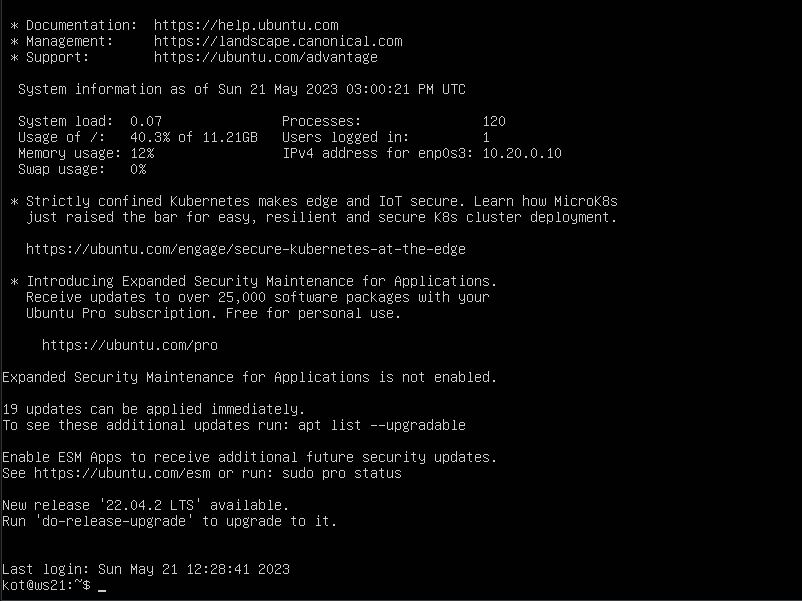 * Documentation:  https://help.ubuntu.com
 * Management:     https://landscape.canonical.com
 * Support:        https://ubuntu.com/advantage

  System information as of Sun 21 May 2023 03:00:21 PM UTC

  System load:  0.07               Processes:               120
  Usage of /:   40.3% of 11.21GB   Users logged in:         1
  Memory usage: 12%                IPv4 address for enp0s3: 10.20.0.10
  Swap usage:   0%

 * Strictly confined Kubernetes makes edge and IoT secure. Learn how MicroK8s
   just raised the bar for easy, resilient and secure K8s cluster deployment.

   https://ubuntu.com/engage/secure-kubernetes-at-the-edge

 * Introducing Expanded Security Maintenance for Applications.
   Receive updates to over 25,000 software packages with your
   Ubuntu Pro subscription. Free for personal use.

     https://ubuntu.com/pro

Expanded Security Maintenance for Applications is not enabled.

19 updates can be applied immediately.
To see these additional updates run: apt list --upgradable

Enable ESM Apps to receive additional future security updates.
See https://ubuntu.com/esm or run: sudo pro status

New release '22.04.2 LTS' available.
Run 'do-release-upgrade' to upgrade to it.


Last login: Sun May 21 12:28:41 2023
kot@ws21:~$ _